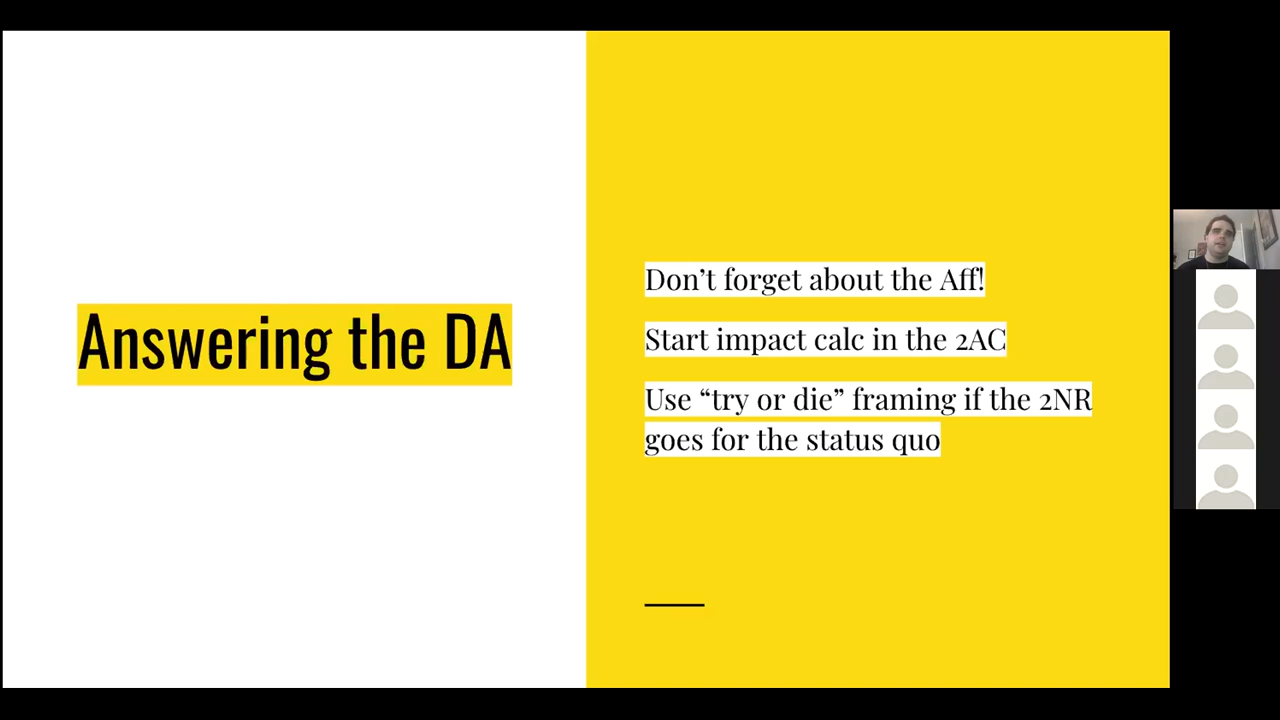 Answering the DA
Don’t forget about the Aff!
Start impact calc in the 2AC
Use “try or die” framing if the 2NR
goes for the status quo